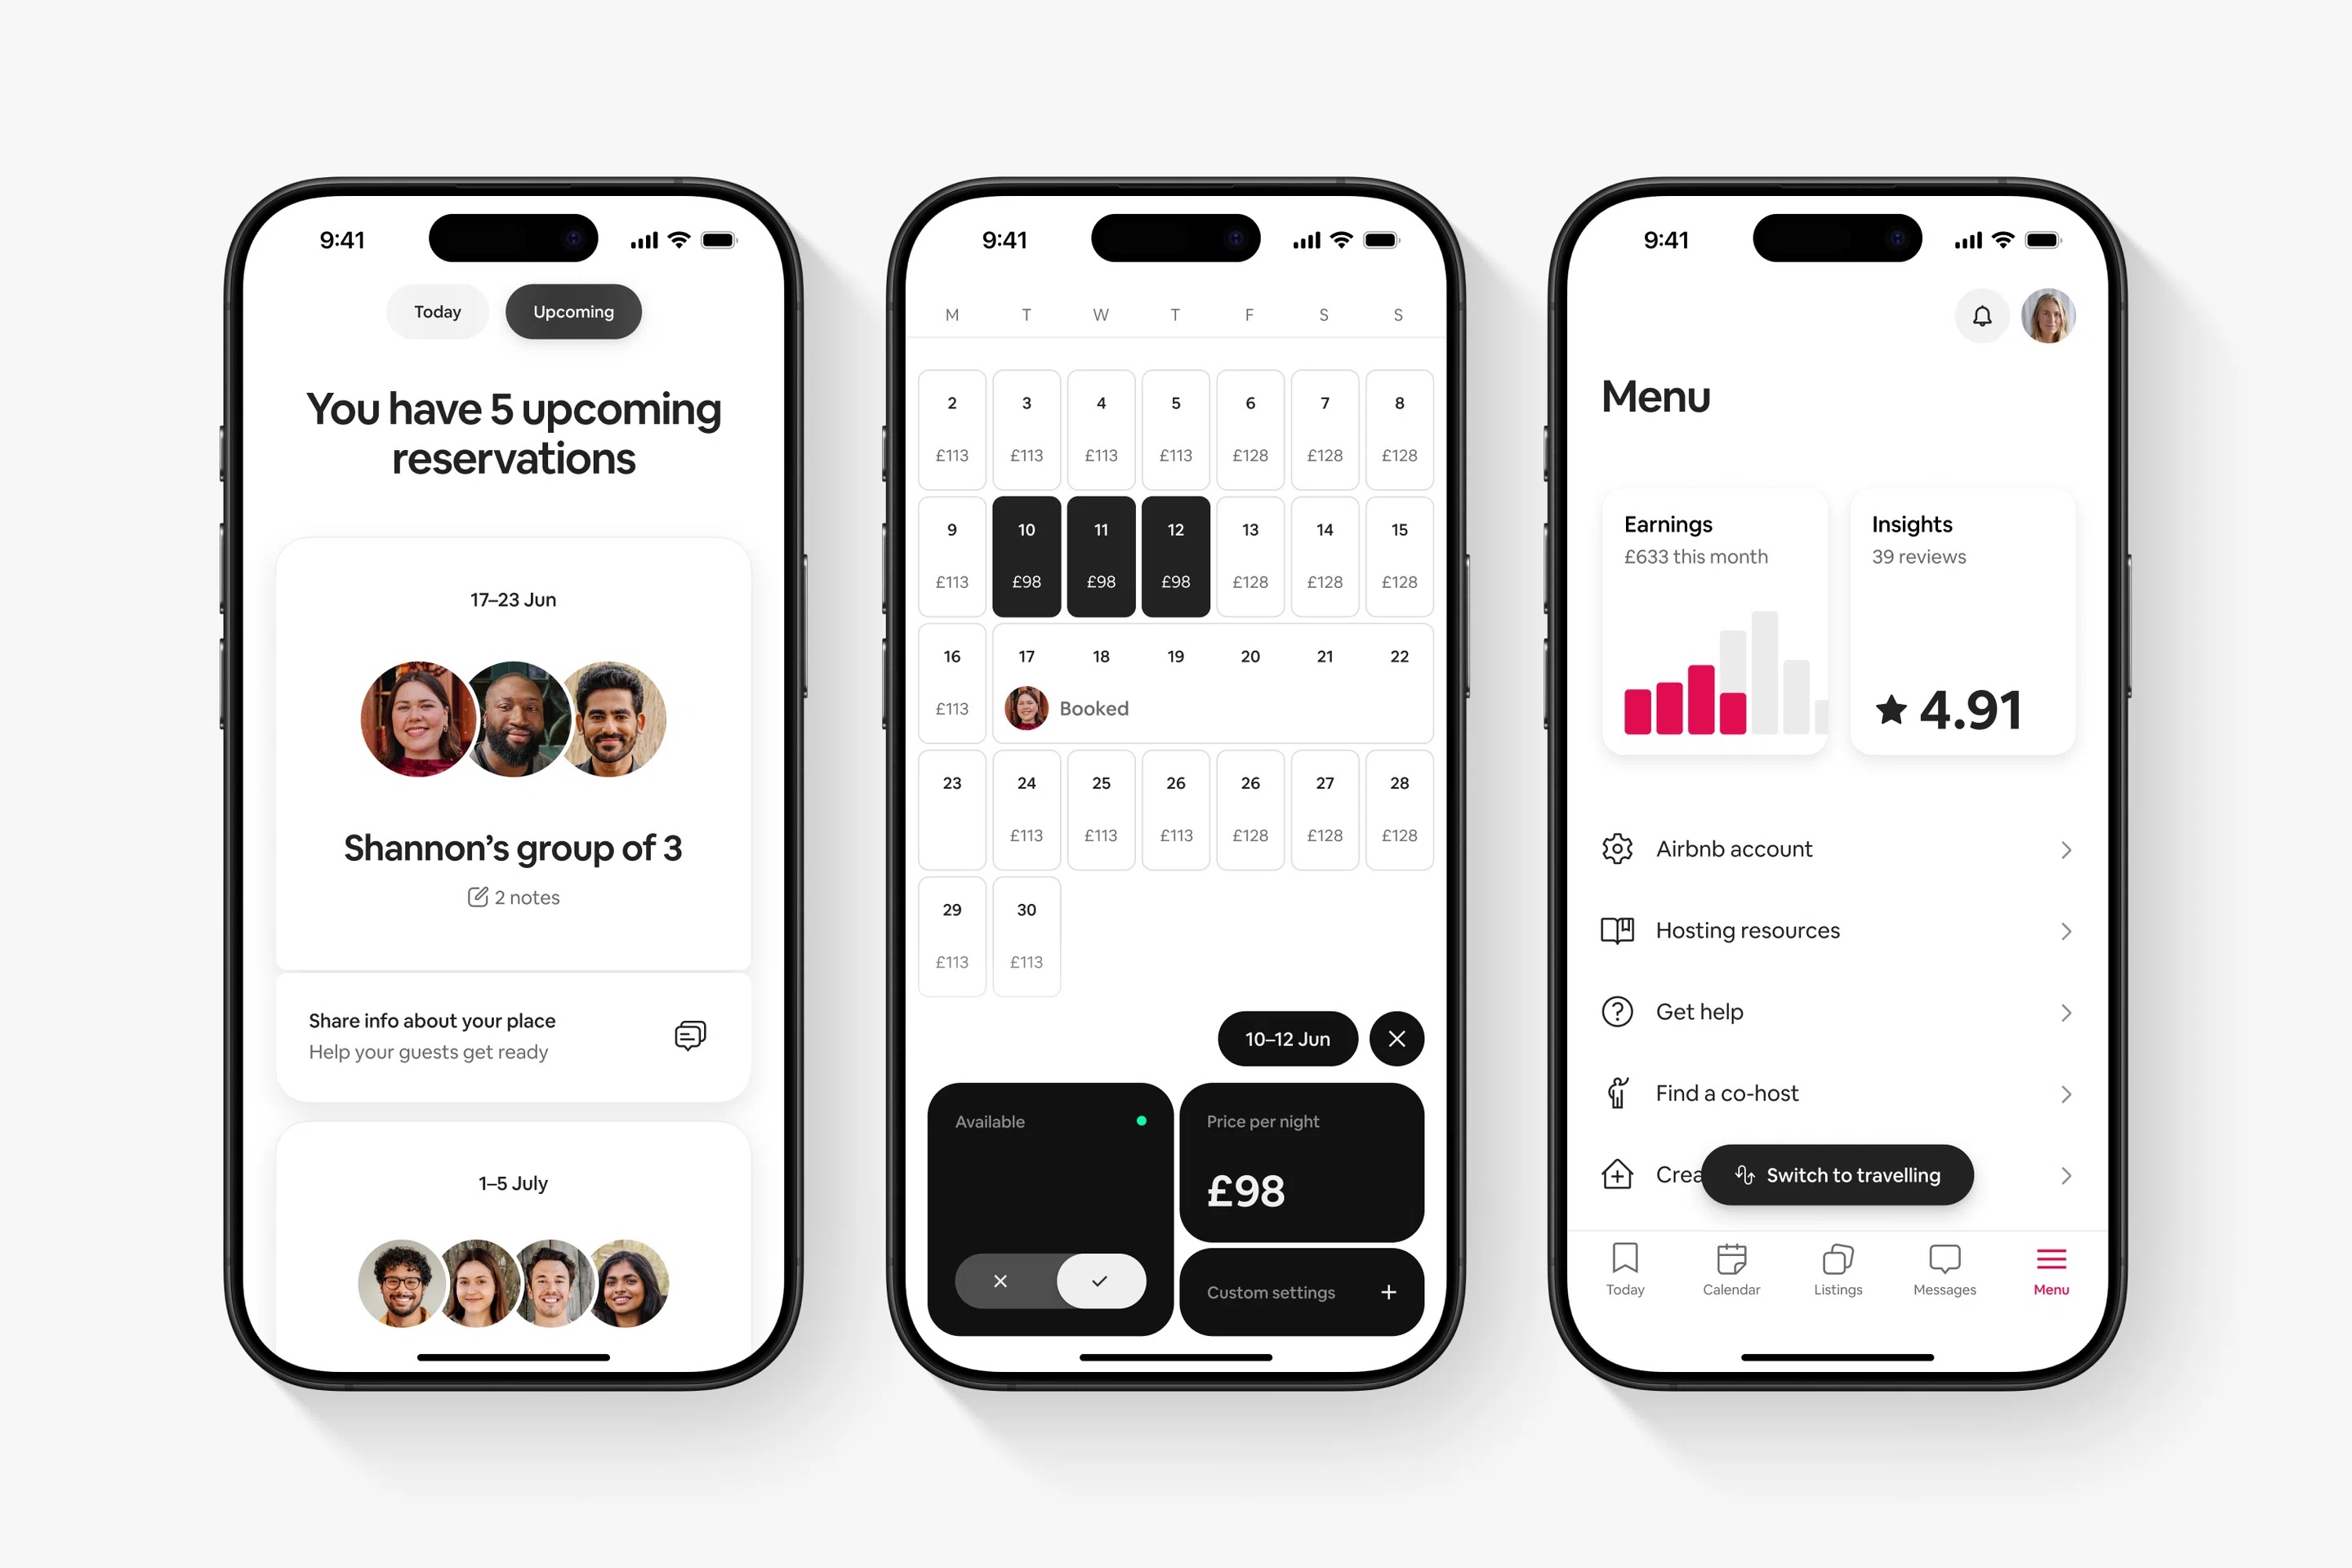 9:41
Today
Upcoming
You have 5 upcoming
reservations
17–23 Jun
Shannon’s group of 3
2 notes
Share info about your place
Help your guests get ready
1–5 July
9:41
M T W T F S S
2 3 4 5 6 7 8
£113 £113 £113 £113 £128 £128 £128
9 10 11 12 13 14 15
£113 £98 £98 £98 £128 £128 £128
16 17 18 19 20 21 22
£113 Booked
23 24 25 26 26 27 28
£113 £113 £113 £128 £128 £128
29 30
£113 £113
10–12 Jun
Available
Price per night
£98
Custom settings
9:41
Menu
Earnings
£633 this month
Insights
39 reviews
4.91
Airbnb account
Hosting resources
Get help
Find a co-host
Crea
Switch to travelling
Today Calendar Listings Messages Menu